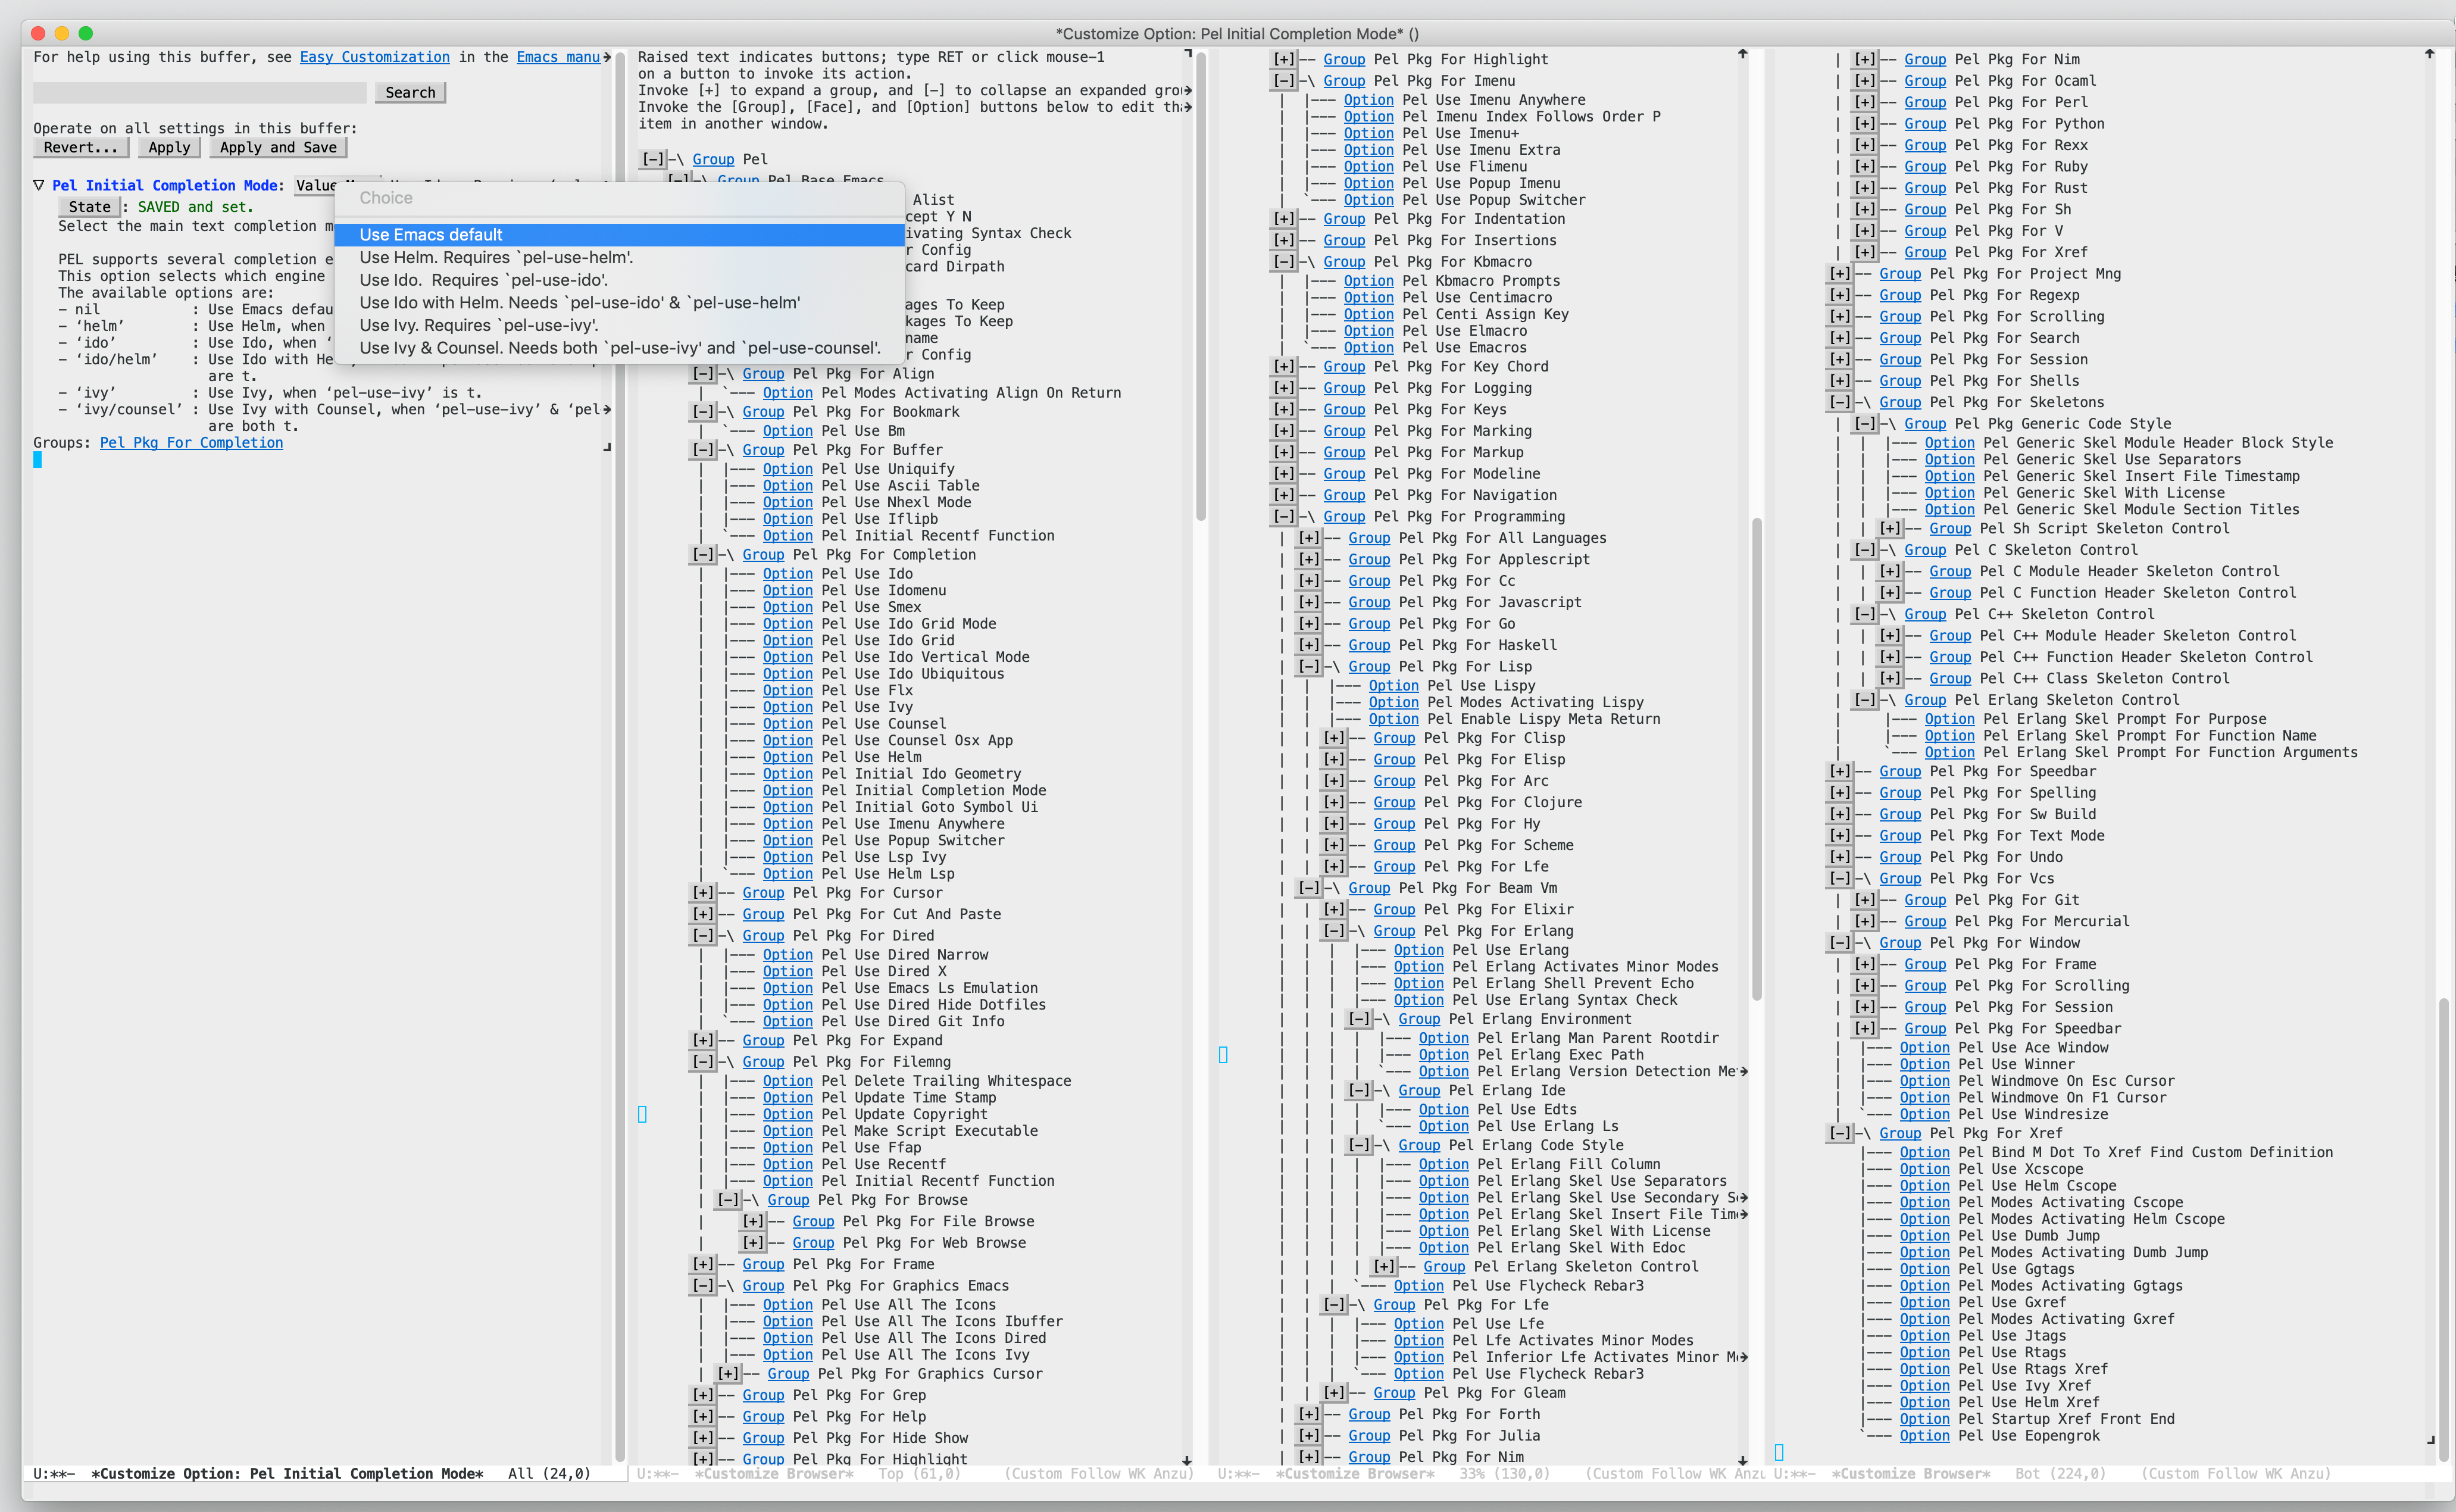 *Customize Option: Pel Initial Completion Mode* ()
For help using this buffer, see Easy Customization in the Emacs manu
Search
Operate on all settings in this buffer:
Revert... Apply Apply and Save
▽ Pel Initial Completion Mode: Value
State : SAVED and set.
Select the main text completion m
PEL supports several completion e
This option selects which engine
The available options are:
- nil : Use Emacs defau
- ‘helm’ : Use Helm, when
- ‘ido’ : Use Ido, when ‘
- ‘ido/helm’ : Use Ido with He
are t.
- ‘ivy’ : Use Ivy, when ‘pel-use-ivy’ is t.
- ‘ivy/counsel’ : Use Ivy with Counsel, when ‘pel-use-ivy’ & ‘pel-
are both t.
Groups: Pel Pkg For Completion
Choice
Use Emacs default
Use Helm. Requires `pel-use-helm'.
Use Ido.  Requires `pel-use-ido'.
Use Ido with Helm. Needs `pel-use-ido' & `pel-use-helm'
Use Ivy. Requires `pel-use-ivy'.
Use Ivy & Counsel. Needs both `pel-use-ivy' and `pel-use-counsel'.
U:**-  *Customize Option: Pel Initial Completion Mode*   All (24,0)
Raised text indicates buttons; type RET or click mouse-1
on a button to invoke its action.
Invoke [+] to expand a group, and [-] to collapse an expanded grou
Invoke the [Group], [Face], and [Option] buttons below to edit tha
item in another window.
[-]-\ Group Pel
[-]-\ Group Pel Base Emacs
Alist
cept Y N
ivating Syntax Check
r Config
card Dirpath
ages To Keep
kages To Keep
name
r Config
[-]-\ Group Pel Pkg For Align
`--- Option Pel Modes Activating Align On Return
[-]-\ Group Pel Pkg For Bookmark
`--- Option Pel Use Bm
[-]-\ Group Pel Pkg For Buffer
|--- Option Pel Use Uniquify
|--- Option Pel Use Ascii Table
|--- Option Pel Use Nhexl Mode
|--- Option Pel Use Iflipb
`--- Option Pel Initial Recentf Function
[-]-\ Group Pel Pkg For Completion
|--- Option Pel Use Ido
|--- Option Pel Use Idomenu
|--- Option Pel Use Smex
|--- Option Pel Use Ido Grid Mode
|--- Option Pel Use Ido Grid
|--- Option Pel Use Ido Vertical Mode
|--- Option Pel Use Ido Ubiquitous
|--- Option Pel Use Flx
|--- Option Pel Use Ivy
|--- Option Pel Use Counsel
|--- Option Pel Use Counsel Osx App
|--- Option Pel Use Helm
|--- Option Pel Initial Ido Geometry
|--- Option Pel Initial Completion Mode
|--- Option Pel Initial Goto Symbol Ui
|--- Option Pel Use Imenu Anywhere
|--- Option Pel Use Popup Switcher
|--- Option Pel Use Lsp Ivy
`--- Option Pel Use Helm Lsp
[+]-- Group Pel Pkg For Cursor
[+]-- Group Pel Pkg For Cut And Paste
[-]-\ Group Pel Pkg For Dired
|--- Option Pel Use Dired Narrow
|--- Option Pel Use Dired X
|--- Option Pel Use Emacs Ls Emulation
|--- Option Pel Use Dired Hide Dotfiles
`--- Option Pel Use Dired Git Info
[+]-- Group Pel Pkg For Expand
[-]-\ Group Pel Pkg For Filemng
|--- Option Pel Delete Trailing Whitespace
|--- Option Pel Update Time Stamp
|--- Option Pel Update Copyright
|--- Option Pel Make Script Executable
|--- Option Pel Use Ffap
|--- Option Pel Use Recentf
|--- Option Pel Initial Recentf Function
[-]-\ Group Pel Pkg For Browse
[+]-- Group Pel Pkg For File Browse
[+]-- Group Pel Pkg For Web Browse
[+]-- Group Pel Pkg For Frame
[-]-\ Group Pel Pkg For Graphics Emacs
|--- Option Pel Use All The Icons
|--- Option Pel Use All The Icons Ibuffer
|--- Option Pel Use All The Icons Dired
|--- Option Pel Use All The Icons Ivy
[+]-- Group Pel Pkg For Graphics Cursor
[+]-- Group Pel Pkg For Grep
[+]-- Group Pel Pkg For Help
[+]-- Group Pel Pkg For Hide Show
[+]-- Group Pel Pkg For Highlight
U:**-  *Customize Browser*   Top (61,0)     (Custom Follow WK Anzu)
[+]-- Group Pel Pkg For Highlight
[-]-\ Group Pel Pkg For Imenu
|--- Option Pel Use Imenu Anywhere
|--- Option Pel Imenu Index Follows Order P
|--- Option Pel Use Imenu+
|--- Option Pel Use Imenu Extra
|--- Option Pel Use Flimenu
|--- Option Pel Use Popup Imenu
`--- Option Pel Use Popup Switcher
[+]-- Group Pel Pkg For Indentation
[+]-- Group Pel Pkg For Insertions
[-]-\ Group Pel Pkg For Kbmacro
|--- Option Pel Kbmacro Prompts
|--- Option Pel Use Centimacro
|--- Option Pel Centi Assign Key
|--- Option Pel Use Elmacro
`--- Option Pel Use Emacros
[+]-- Group Pel Pkg For Key Chord
[+]-- Group Pel Pkg For Logging
[+]-- Group Pel Pkg For Keys
[+]-- Group Pel Pkg For Marking
[+]-- Group Pel Pkg For Markup
[+]-- Group Pel Pkg For Modeline
[+]-- Group Pel Pkg For Navigation
[-]-\ Group Pel Pkg For Programming
[+]-- Group Pel Pkg For All Languages
[+]-- Group Pel Pkg For Applescript
[+]-- Group Pel Pkg For Cc
[+]-- Group Pel Pkg For Javascript
[+]-- Group Pel Pkg For Go
[+]-- Group Pel Pkg For Haskell
[-]-\ Group Pel Pkg For Lisp
|--- Option Pel Use Lispy
|--- Option Pel Modes Activating Lispy
|--- Option Pel Enable Lispy Meta Return
[+]-- Group Pel Pkg For Clisp
[+]-- Group Pel Pkg For Elisp
[+]-- Group Pel Pkg For Arc
[+]-- Group Pel Pkg For Clojure
[+]-- Group Pel Pkg For Hy
[+]-- Group Pel Pkg For Scheme
[+]-- Group Pel Pkg For Lfe
[-]-\ Group Pel Pkg For Beam Vm
[+]-- Group Pel Pkg For Elixir
[-]-\ Group Pel Pkg For Erlang
|--- Option Pel Use Erlang
|--- Option Pel Erlang Activates Minor Modes
|--- Option Pel Erlang Shell Prevent Echo
|--- Option Pel Use Erlang Syntax Check
[-]-\ Group Pel Erlang Environment
|--- Option Pel Erlang Man Parent Rootdir
|--- Option Pel Erlang Exec Path
`--- Option Pel Erlang Version Detection Me
[-]-\ Group Pel Erlang Ide
|--- Option Pel Use Edts
`--- Option Pel Use Erlang Ls
[-]-\ Group Pel Erlang Code Style
|--- Option Pel Erlang Fill Column
|--- Option Pel Erlang Skel Use Separators
|--- Option Pel Erlang Skel Use Secondary S
|--- Option Pel Erlang Skel Insert File Tim
|--- Option Pel Erlang Skel With License
|--- Option Pel Erlang Skel With Edoc
[+]-- Group Pel Erlang Skeleton Control
`--- Option Pel Use Flycheck Rebar3
[-]-\ Group Pel Pkg For Lfe
|--- Option Pel Use Lfe
|--- Option Pel Lfe Activates Minor Modes
|--- Option Pel Inferior Lfe Activates Minor M
`--- Option Pel Use Flycheck Rebar3
[+]-- Group Pel Pkg For Gleam
[+]-- Group Pel Pkg For Forth
[+]-- Group Pel Pkg For Julia
[+]-- Group Pel Pkg For Nim
U:**-  *Customize Browser*   33% (130,0)    (Custom Follow WK Anzu
[+]-- Group Pel Pkg For Nim
[+]-- Group Pel Pkg For Ocaml
[+]-- Group Pel Pkg For Perl
[+]-- Group Pel Pkg For Python
[+]-- Group Pel Pkg For Rexx
[+]-- Group Pel Pkg For Ruby
[+]-- Group Pel Pkg For Rust
[+]-- Group Pel Pkg For Sh
[+]-- Group Pel Pkg For V
[+]-- Group Pel Pkg For Xref
[+]-- Group Pel Pkg For Project Mng
[+]-- Group Pel Pkg For Regexp
[+]-- Group Pel Pkg For Scrolling
[+]-- Group Pel Pkg For Search
[+]-- Group Pel Pkg For Session
[+]-- Group Pel Pkg For Shells
[-]-\ Group Pel Pkg For Skeletons
[-]-\ Group Pel Pkg Generic Code Style
|--- Option Pel Generic Skel Module Header Block Style
|--- Option Pel Generic Skel Use Separators
|--- Option Pel Generic Skel Insert File Timestamp
|--- Option Pel Generic Skel With License
|--- Option Pel Generic Skel Module Section Titles
[+]-- Group Pel Sh Script Skeleton Control
[-]-\ Group Pel C Skeleton Control
[+]-- Group Pel C Module Header Skeleton Control
[+]-- Group Pel C Function Header Skeleton Control
[-]-\ Group Pel C++ Skeleton Control
[+]-- Group Pel C++ Module Header Skeleton Control
[+]-- Group Pel C++ Function Header Skeleton Control
[+]-- Group Pel C++ Class Skeleton Control
[-]-\ Group Pel Erlang Skeleton Control
|--- Option Pel Erlang Skel Prompt For Purpose
|--- Option Pel Erlang Skel Prompt For Function Name
`--- Option Pel Erlang Skel Prompt For Function Arguments
[+]-- Group Pel Pkg For Speedbar
[+]-- Group Pel Pkg For Spelling
[+]-- Group Pel Pkg For Sw Build
[+]-- Group Pel Pkg For Text Mode
[+]-- Group Pel Pkg For Undo
[-]-\ Group Pel Pkg For Vcs
[+]-- Group Pel Pkg For Git
[+]-- Group Pel Pkg For Mercurial
[-]-\ Group Pel Pkg For Window
[+]-- Group Pel Pkg For Frame
[+]-- Group Pel Pkg For Scrolling
[+]-- Group Pel Pkg For Session
[+]-- Group Pel Pkg For Speedbar
|--- Option Pel Use Ace Window
|--- Option Pel Use Winner
|--- Option Pel Windmove On Esc Cursor
|--- Option Pel Windmove On F1 Cursor
`--- Option Pel Use Windresize
[-]-\ Group Pel Pkg For Xref
|--- Option Pel Bind M Dot To Xref Find Custom Definition
|--- Option Pel Use Xcscope
|--- Option Pel Use Helm Cscope
|--- Option Pel Modes Activating Cscope
|--- Option Pel Modes Activating Helm Cscope
|--- Option Pel Use Dumb Jump
|--- Option Pel Modes Activating Dumb Jump
|--- Option Pel Use Ggtags
|--- Option Pel Modes Activating Ggtags
|--- Option Pel Use Gxref
|--- Option Pel Modes Activating Gxref
|--- Option Pel Use Jtags
|--- Option Pel Use Rtags
|--- Option Pel Use Rtags Xref
|--- Option Pel Use Ivy Xref
|--- Option Pel Use Helm Xref
|--- Option Pel Startup Xref Front End
`--- Option Pel Use Eopengrok
U:**-  *Customize Browser*   Bot (224,0)    (Custom Follow WK Anzu)